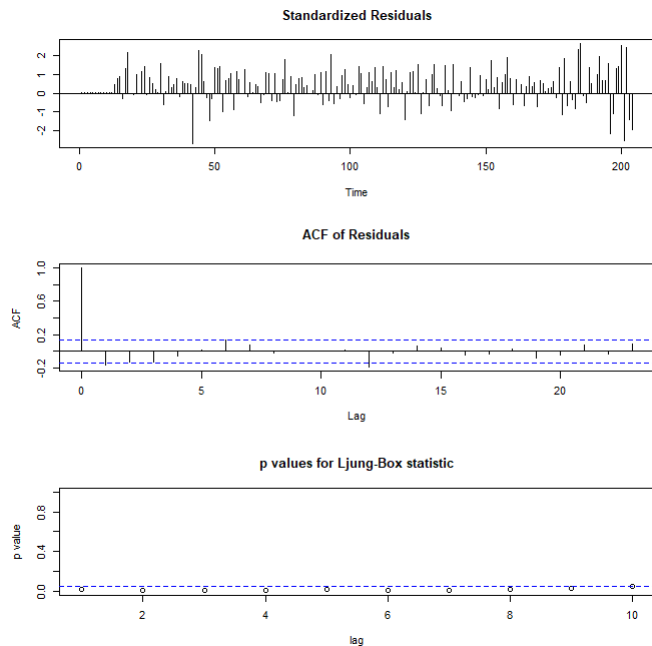 Standardized Residuals
2
1
0
-1
-2
0 50 100 150 200
Time
ACF of Residuals
1.0
0.6
0.2
-0.2
ACF
0 5 10 15 20
Lag
p values for Ljung-Box statistic
0.8
0.4
0.0
p value
2 4 6 8 10
lag